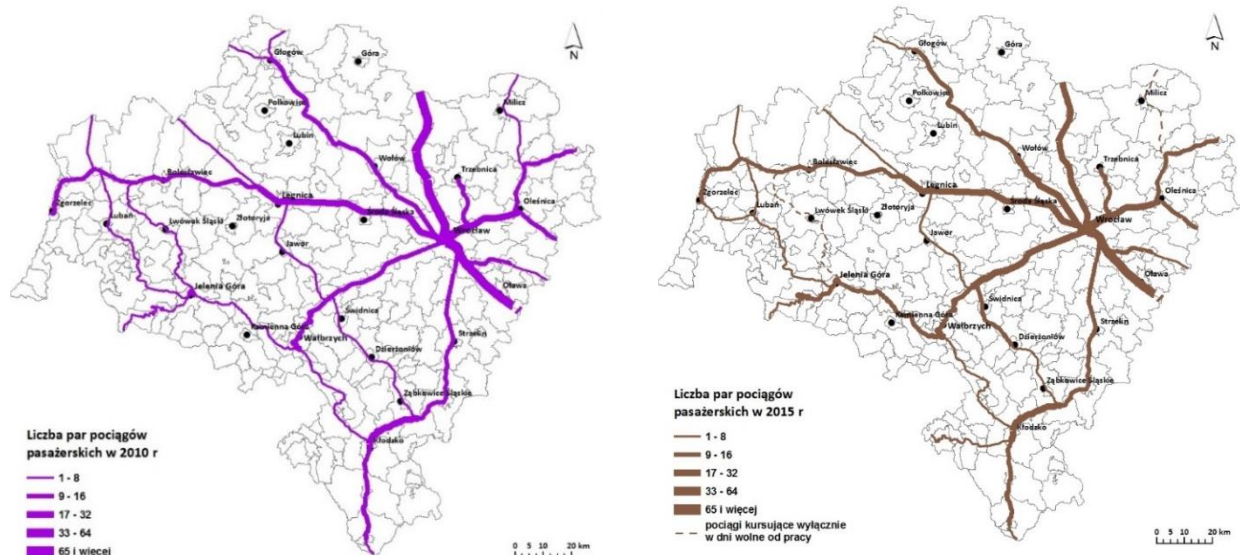 N
Głogów
Góra
Polkowice
Lubin
Milicz
Wołów
Trzebnica
Bolesławiec
Legnica
Oleśnica
Zgorzelec
Lubań
Lwówek Śląski
Złotoryja
Środa Śląska
Wrocław
Jawor
Oława
Jelenia Góra
Świdnica
Kamienna Góra
Wałbrzych
Strzelin
Dzierżoniów
Ząbkowice Śląskie
Kłodzko
Liczba par pociągów
pasażerskich w 2010 r
1 - 8
9 - 16
17 - 32
33 - 64
65 i więcej
0 5 10 20 km
N
Głogów
Góra
Polkowice
Milicz
Lubin
Wołów
Trzebnica
Bolesławiec
Legnica
Oleśnica
Zgorzelec
Lubań
Lwówek Śląski
Złotoryja
Środa Śląska
Wrocław
Jawor
Oława
Jelenia Góra
Świdnica
Kamienna Góra
Wałbrzych
Strzelin
Dzierżoniów
Ząbkowice Śląskie
Kłodzko
Liczba par pociągów
pasażerskich w 2015 r
1 - 8
9 - 16
17 - 32
33 - 64
65 i więcej
pociągi kursujące wyłącznie
w dni wolne od pracy
0 5 10 20 km